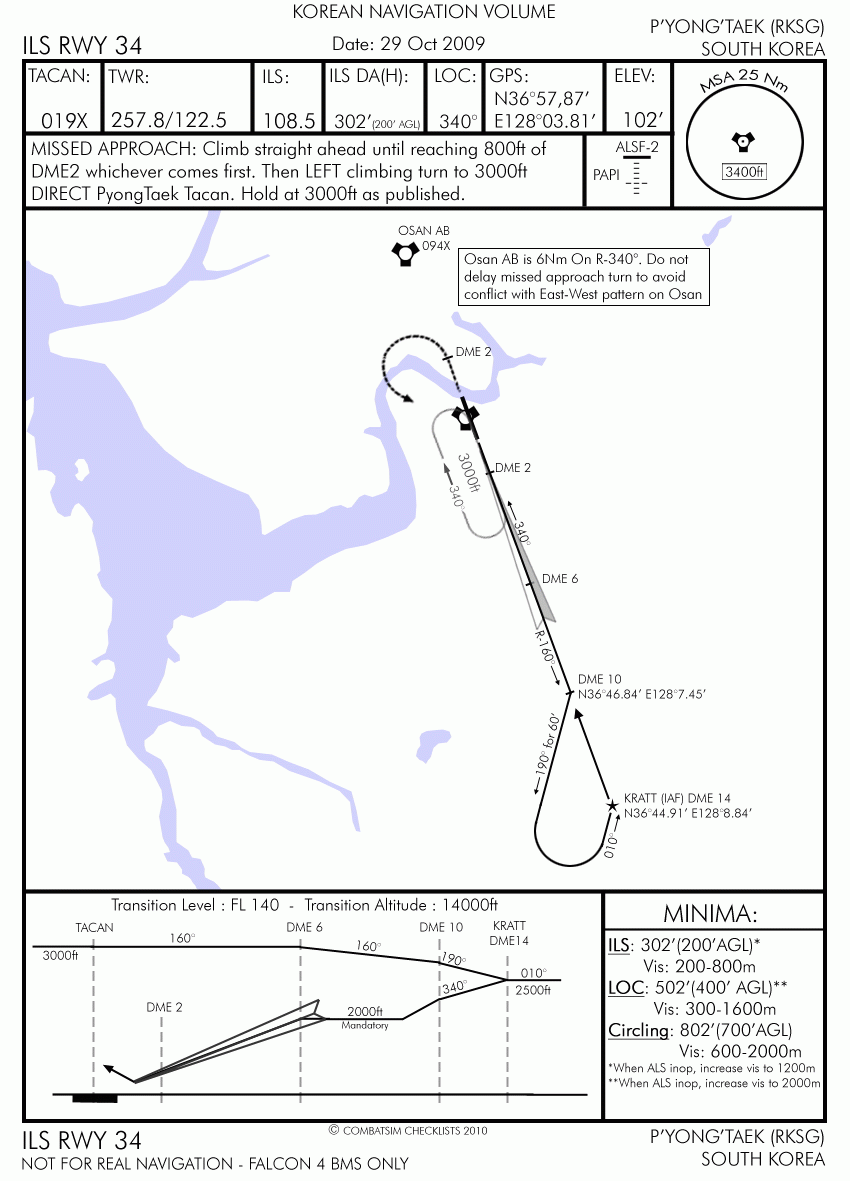 KOREAN NAVIGATION VOLUME
ILS RWY 34
Date: 29 Oct 2009
P'YONG'TAEK (RKSG)
SOUTH KOREA
TACAN:
019X
TWR:
257.8/122.5
ILS:
108.5
ILS DA(H):
302'(200' AGL)
LOC:
340°
GPS:
N36°57,87'
E128°03.81'
ELEV:
102'
MSA 25 Nm
3400ft
MISSED APPROACH: Climb straight ahead until reaching 800ft of
DME2 whichever comes first. Then LEFT climbing turn to 3000ft
DIRECT PyongTaek Tacan. Hold at 3000ft as published.
ALSF-2
PAPI
OSAN AB
094X
Osan AB is 6Nm On R-340°. Do not
delay missed approach turn to avoid
conflict with East-West pattern on Osan
DME 2
3000ft
340°
DME 2
340°
DME 6
R-160°
DME 10
N36°46.84' E128°7.45'
190° for 60'
KRATT (IAF) DME 14
N36°44.91' E128°8.84'
010°
Transition Level : FL 140 - Transition Altitude : 14000ft
TACAN
DME 6
DME 10
KRATT
DME14
160°
3000ft
160°
190°
010°
2500ft
340°
DME 2
2000ft
Mandatory
MINIMA:
ILS: 302'(200'AGL)*
Vis: 200-800m
LOC: 502'(400' AGL)**
Vis: 300-1600m
Circling: 802'(700'AGL)
Vis: 600-2000m
*When ALS inop, increase vis to 1200m
**When ALS inop, increase vis to 2000m
ILS RWY 34
NOT FOR REAL NAVIGATION - FALCON 4 BMS ONLY
© COMBATSIM CHECKLISTS 2010
P'YONG'TAEK (RKSG)
SOUTH KOREA